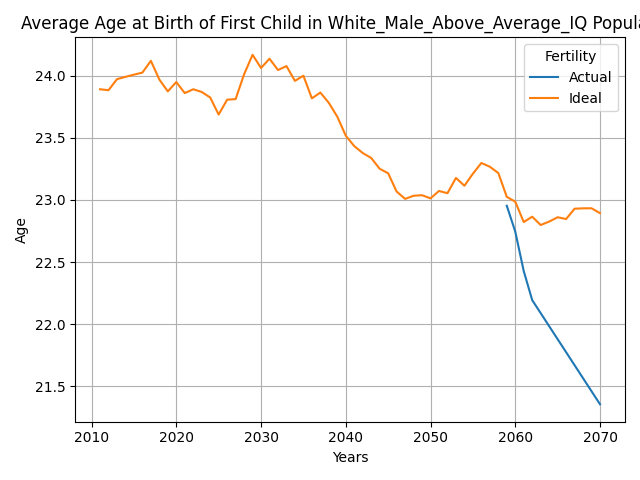 Average Age at Birth of First Child in White_Male_Above_Average_IQ Popula
Fertility
Actual
Ideal
24.0
23.5
23.0
22.5
22.0
21.5
Age
2010 2020 2030 2040 2050 2060 2070
Years